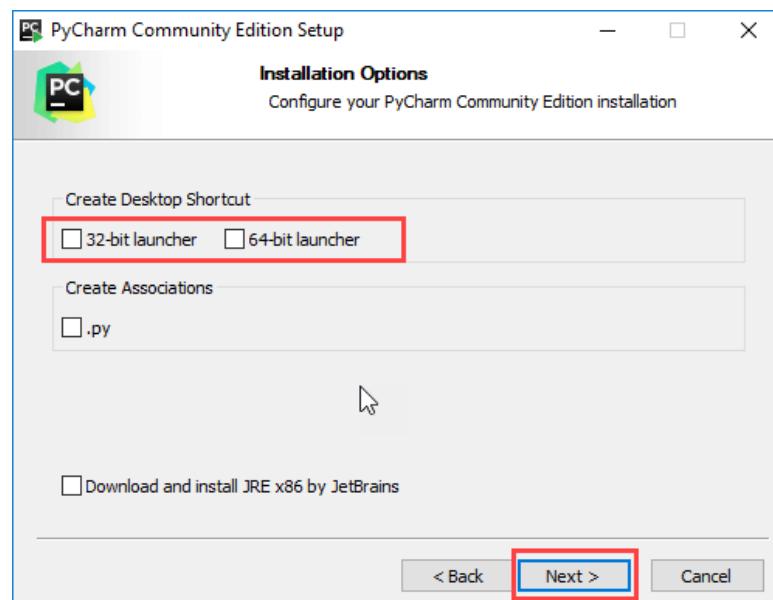 PC PyCharm Community Edition Setup
PC
Installation Options
Configure your PyCharm Community Edition installation
Create Desktop Shortcut
32-bit launcher 64-bit launcher
Create Associations
.py
Download and install JRE x86 by JetBrains
< Back Next > Cancel